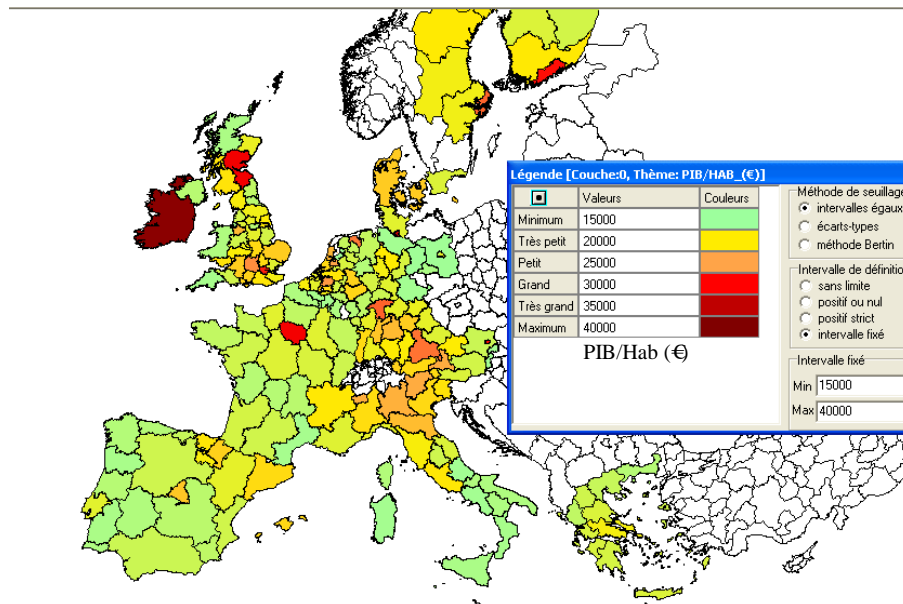 Légende [Couche:0, Thème: PIB/HAB_(€)]
Valeurs Couleurs
Minimum 15000
Très petit 20000
Petit 25000
Grand 30000
Très grand 35000
Maximum 40000
PIB/Hab (€)
Méthode de seuillage
intervalles égaux
écarts-types
méthode Bertin
Intervalle de définitio
sans limite
positif ou nul
positif strict
intervalle fixé
Intervalle fixé
Min 15000
Max 40000